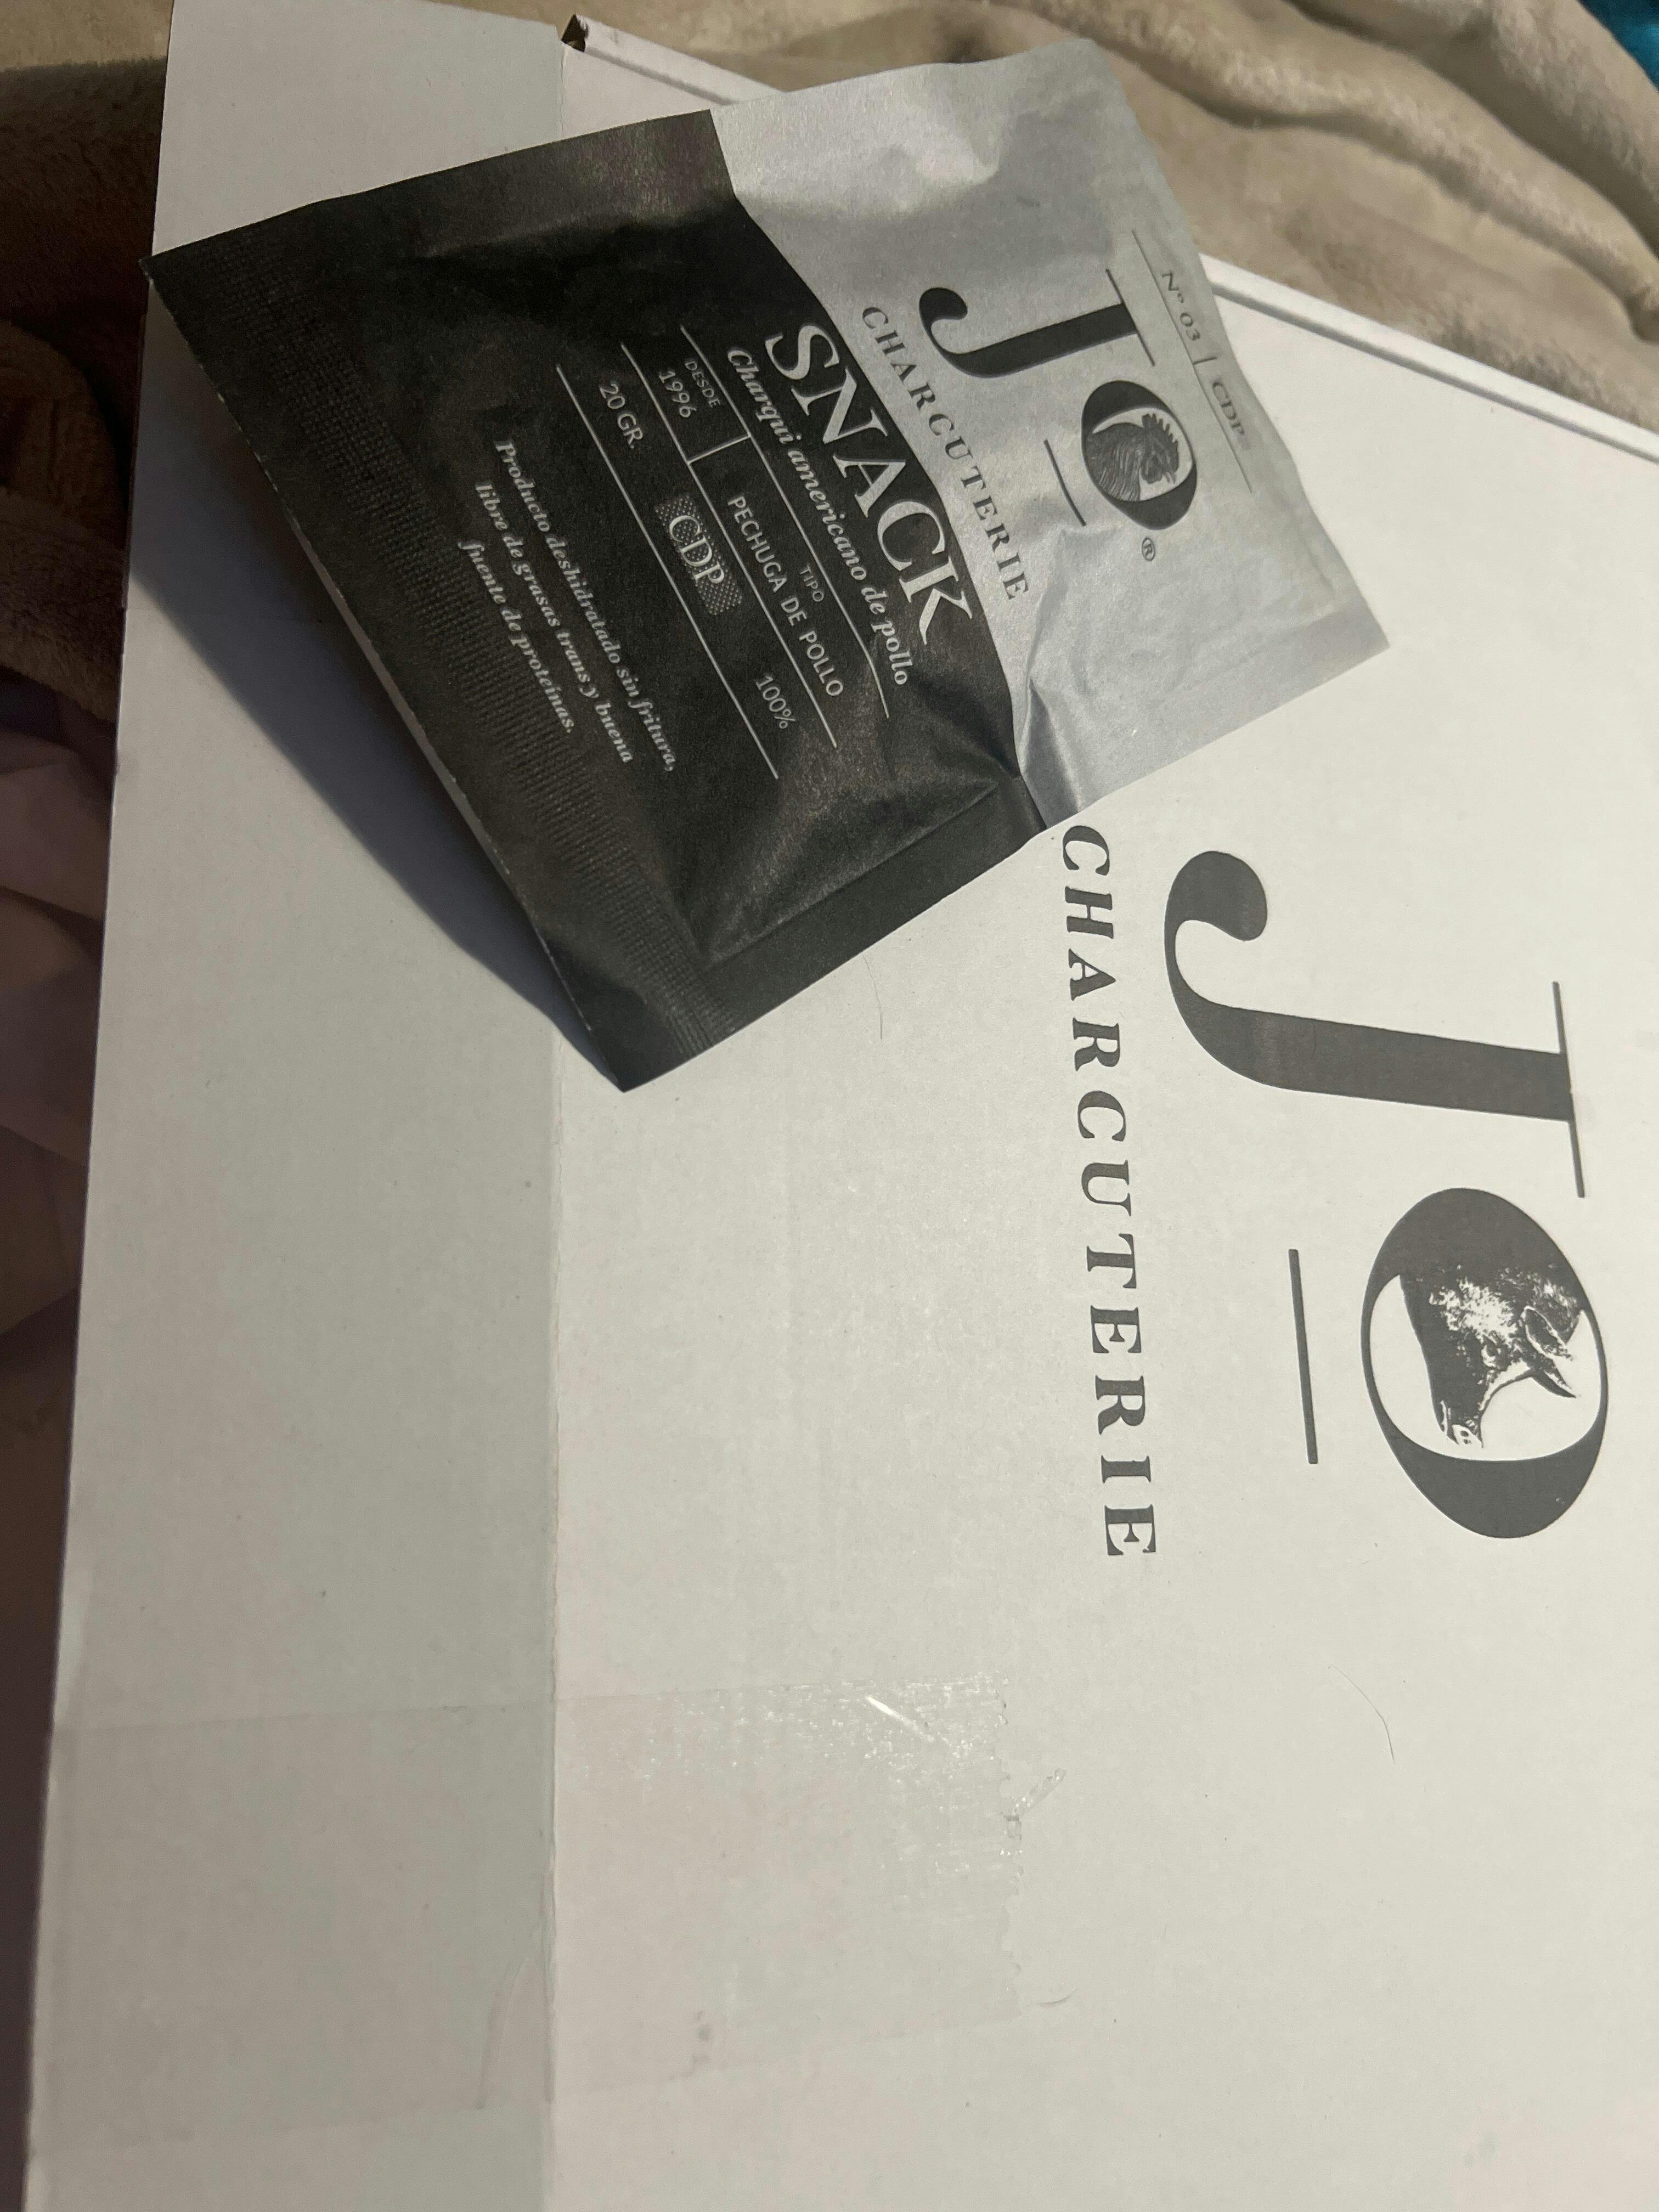 Nº 03 | CDP
JO®
CHARCUTERIE
SNACK
Charqui americano de pollo
DESDE
1996
TIPO
PECHUGA DE POLLO
20 GR.
CDP
100%
Producto deshidratado sin fritura,
libre de grasas trans y buena
fuente de proteínas.
JO
CHARCUTERIE